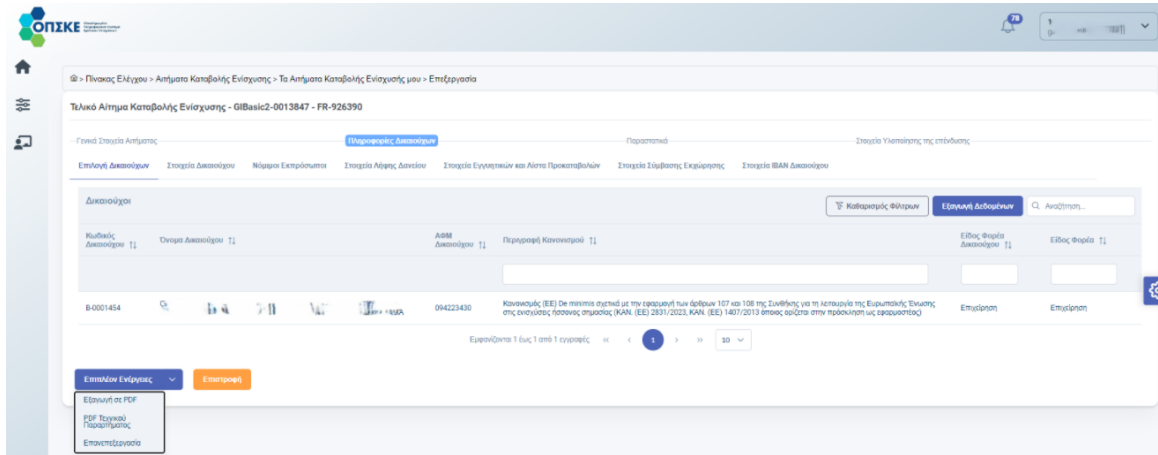 78
ΟΠΣΚΕ
> Πίνακας Ελέγχου > Αιτήματα Καταβολής Ενίσχυσης > Τα Αιτήματα Καταβολής Ενίσχυσής μου > Επεξεργασία
Τελικό Αίτημα Καταβολής Ενίσχυσης - GIBasic2-0013847 - FR-926390
Γενικά Στοιχεία Αιτήματος Πληροφορίες Δικαιούχων Παραστατικά Στοιχεία Υλοποίησης της επένδυσης
Επιλογή Δικαιούχων Στοιχεία Δικαιούχου Νόμιμοι Εκπρόσωποι Στοιχεία Λήψης Δανείου Στοιχεία Εγγυητικών και Λίστα Προκαταβολών Στοιχεία Σύμβασης Εκχώρησης Στοιχεία IBAN Δικαιούχου
Δικαιούχοι Καθαρισμός Φίλτρων Εξαγωγή Δεδομένων Αναζήτηση...
Κωδικός Δικαιούχου Όνομα Δικαιούχου ΑΦΜ Δικαιούχου Περιγραφή Κανονισμού Είδος Φορέα Δικαιούχου Είδος Φορέα
B-0001454 094223430 Κανονισμός (ΕΕ) De minimis σχετικά με την εφαρμογή των άρθρων 107 και 108 της Συνθήκης για τη λειτουργία της Ευρωπαϊκής Ένωσης Επιχείρηση Επιχείρηση
στις ενισχύσεις ήσσονος σημασίας (ΚΑΝ. (ΕΕ) 2831/2023, ΚΑΝ. (ΕΕ) 1407/2013 όποιος ορίζεται στην πρόσκληση ως εφαρμοστέος)
Εμφανίζονται 1 έως 1 από 1 εγγραφές « ‹ 1 › » 10
Επιπλέον Ενέργειες Επιστροφή
Εξαγωγή σε PDF
PDF Τεχνικού
Παραρτήματος
Επανεπεξεργασία